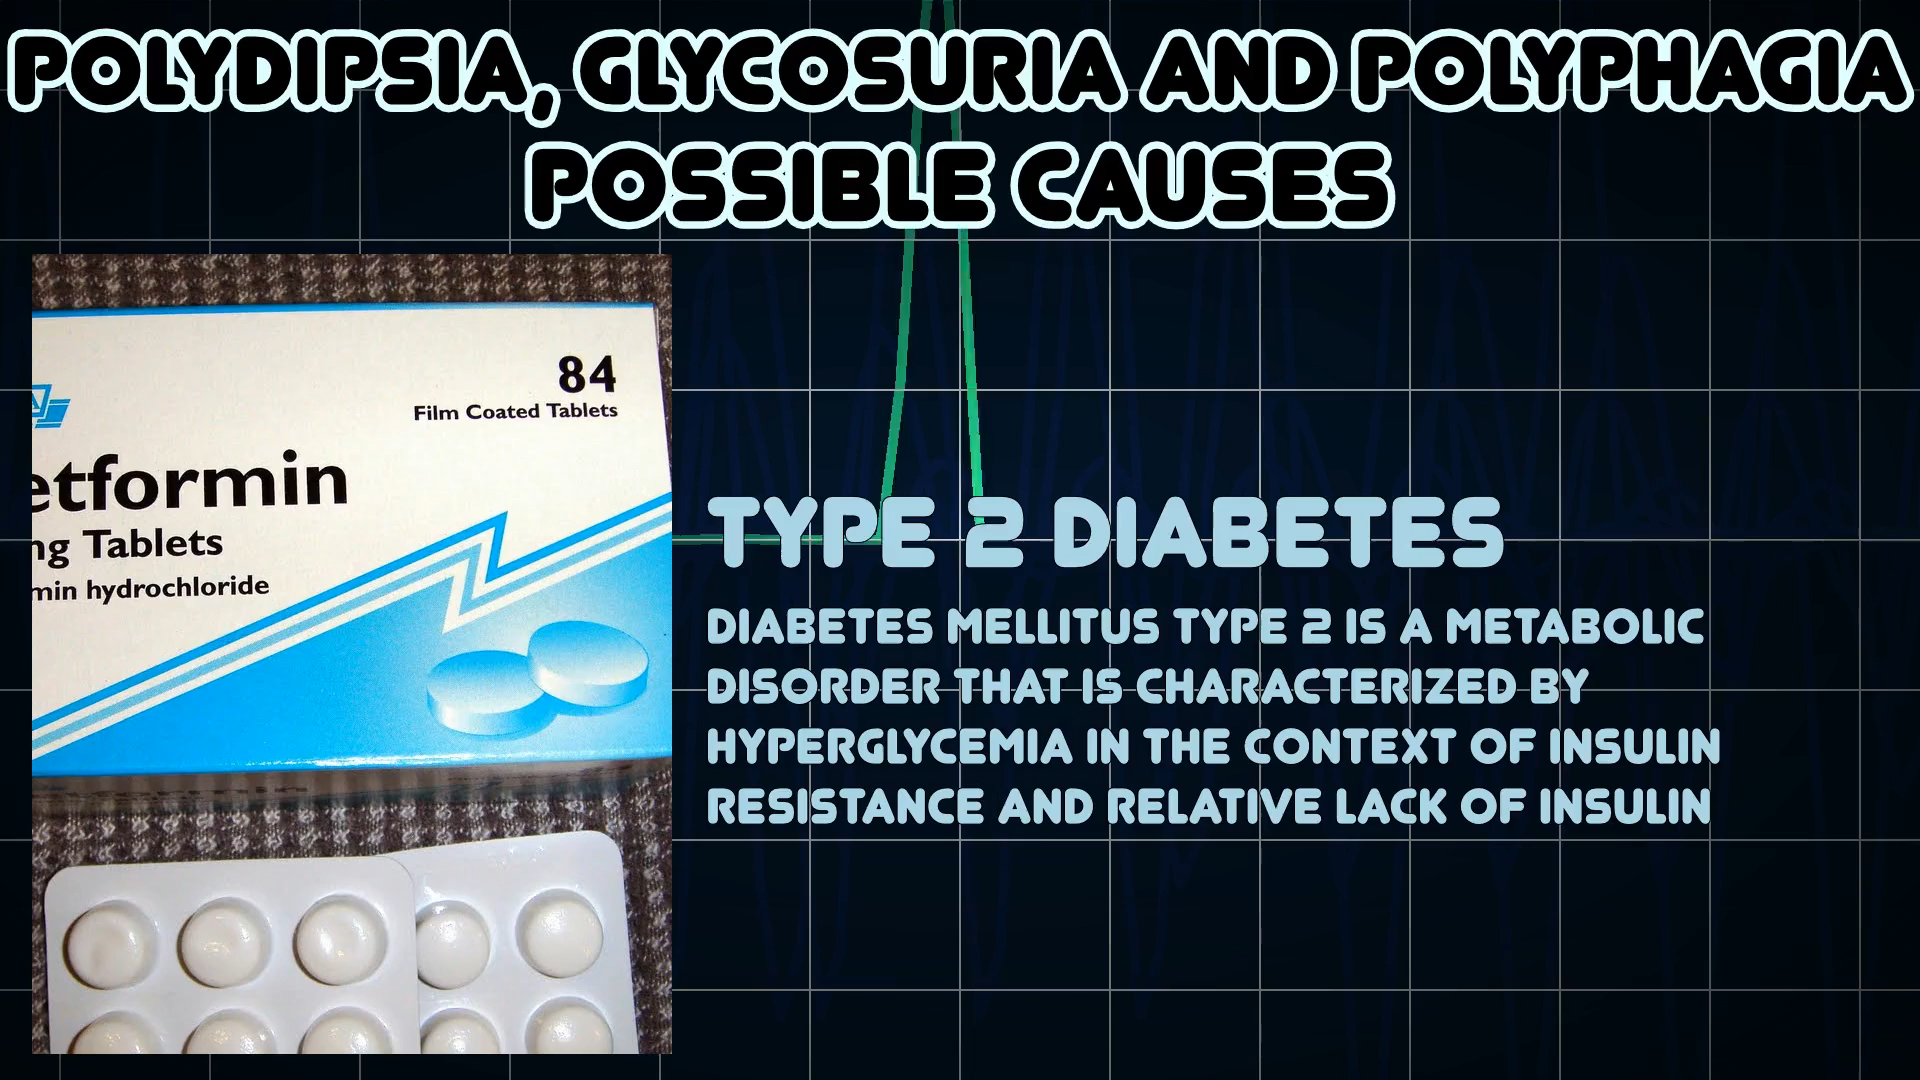 POLYDIPSIA, GLYCOSURIA AND POLYPHAGIA
POSSIBLE CAUSES
84
Film Coated Tablets
etformin
ng Tablets
min hydrochloride
TYPE 2 DIABETES
DIABETES MELLITUS TYPE 2 IS A METABOLIC
DISORDER THAT IS CHARACTERIZED BY
HYPERGLYCEMIA IN THE CONTEXT OF INSULIN
RESISTANCE AND RELATIVE LACK OF INSULIN